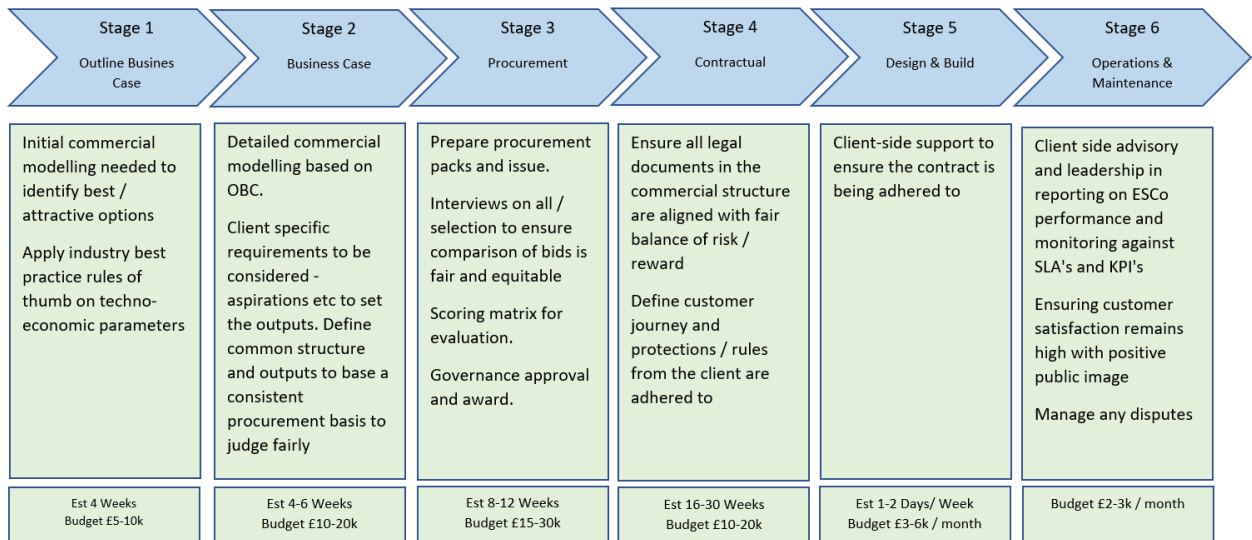 Stage 1
Outline Busines
Case
Stage 2
Business Case
Stage 3
Procurement
Stage 4
Contractual
Stage 5
Design & Build
Stage 6
Operations &
Maintenance
Initial commercial
modelling needed to
identify best /
attractive options
Apply industry best
practice rules of
thumb on techno-
economic parameters
Detailed commercial
modelling based on
OBC.
Client specific
requirements to be
considered -
aspirations etc to set
the outputs. Define
common structure
and outputs to base a
consistent
procurement basis to
judge fairly
Prepare procurement
packs and issue.
Interviews on all /
selection to ensure
comparison of bids is
fair and equitable
Scoring matrix for
evaluation.
Governance approval
and award.
Ensure all legal
documents in the
commercial structure
are aligned with fair
balance of risk /
reward
Define customer
journey and
protections / rules
from the client are
adhered to
Client-side support to
ensure the contract is
being adhered to
Client side advisory
and leadership in
reporting on ESCo
performance and
monitoring against
SLA's and KPI's
Ensuring customer
satisfaction remains
high with positive
public image
Manage any disputes
Est 4 Weeks
Budget £5-10k
Est 4-6 Weeks
Budget £10-20k
Est 8-12 Weeks
Budget £15-30k
Est 16-30 Weeks
Budget £10-20k
Est 1-2 Days/ Week
Budget £3-6k / month
Budget £2-3k / month